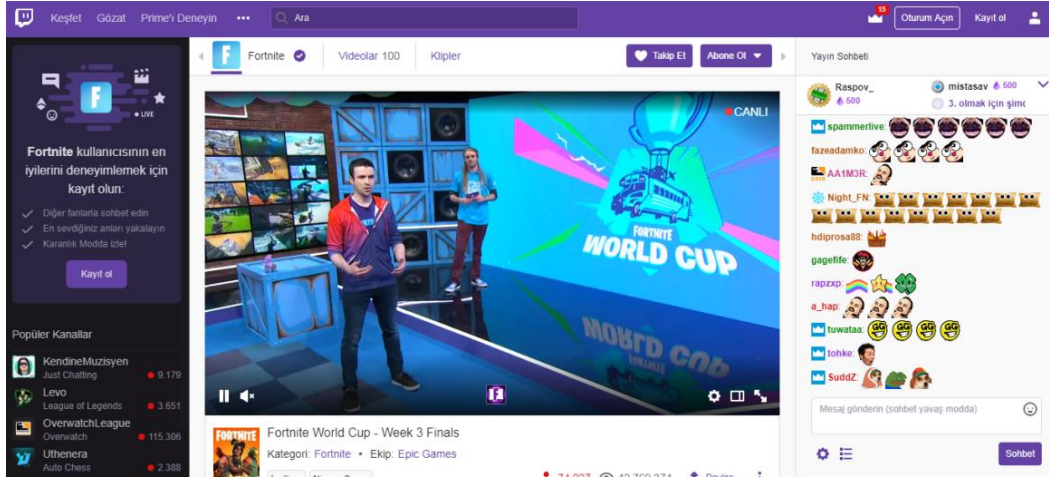 Keşfet Gözat Prime'ı Deneyin ••• Ara 15 Oturum Açın Kayıt ol
Fortnite kullanıcısının en
iyilerini deneyimlemek için
kayıt olun:
LIVE
Diğer fanlarla sohbet edin
En sevdiğiniz anları yakalayın
Karanlık Modda izle!
Kayıt ol
Popüler Kanallar
KendineMuzisyen
Just Chatting 9.179
Levo
League of Legends 3.651
OverwatchLeague
Overwatch 115.306
Uthenera
Auto Chess 2.388
Fortnite Videolar 100 Klipler Takip Et Abone Ol
CANLI
FORTNITE
WORLD CUP
FORTNITE
Fortnite World Cup - Week 3 Finals
Kategori: Fortnite • Ekip: Epic Games
Yayın Sohbeti
Raspov_ 500
mistasav 500
3. olmak için şimd
spammerlive:
fazeadamko:
AA1M3R:
Night_FN:
hdiprosa88:
gagefife:
rapzxp:
a_hap:
tuwataa: GG GG GG GG
tohke:
SuddZ:
Mesaj gönderin (sohbet yavaş modda)
Sohbet